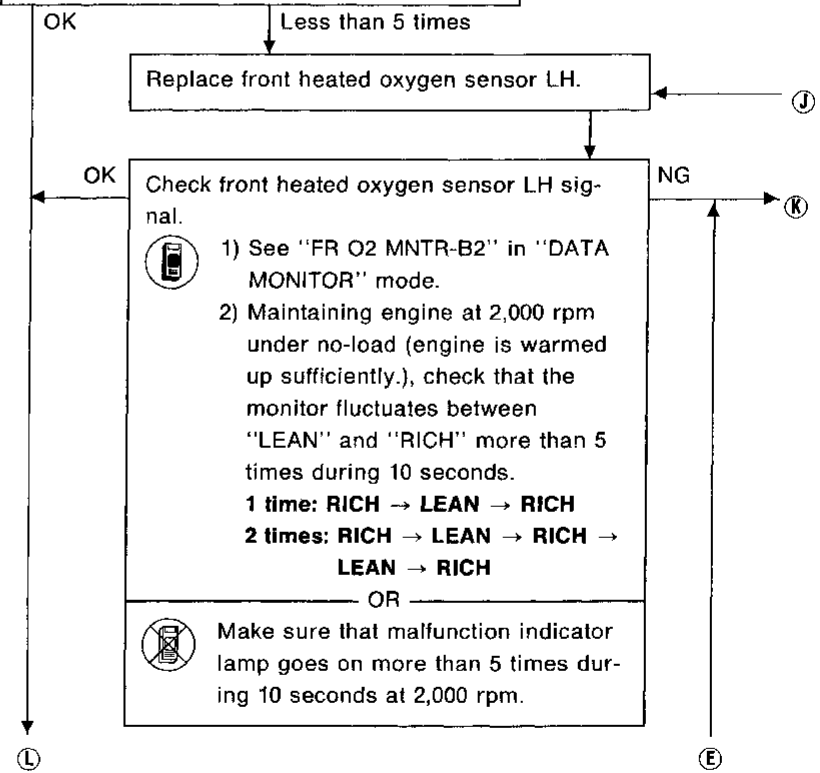 OK
Less than 5 times
Replace front heated oxygen sensor LH.
J
OK
NG
Check front heated oxygen sensor LH sig-
nal.
K
1) See "FR O2 MNTR-B2" in "DATA
MONITOR" mode.
2) Maintaining engine at 2,000 rpm
under no-load (engine is warmed
up sufficiently.), check that the
monitor fluctuates between
"LEAN" and "RICH" more than 5
times during 10 seconds.
1 time: RICH → LEAN → RICH
2 times: RICH → LEAN → RICH →
LEAN → RICH
OR
Make sure that malfunction indicator
lamp goes on more than 5 times dur-
ing 10 seconds at 2,000 rpm.
L
E